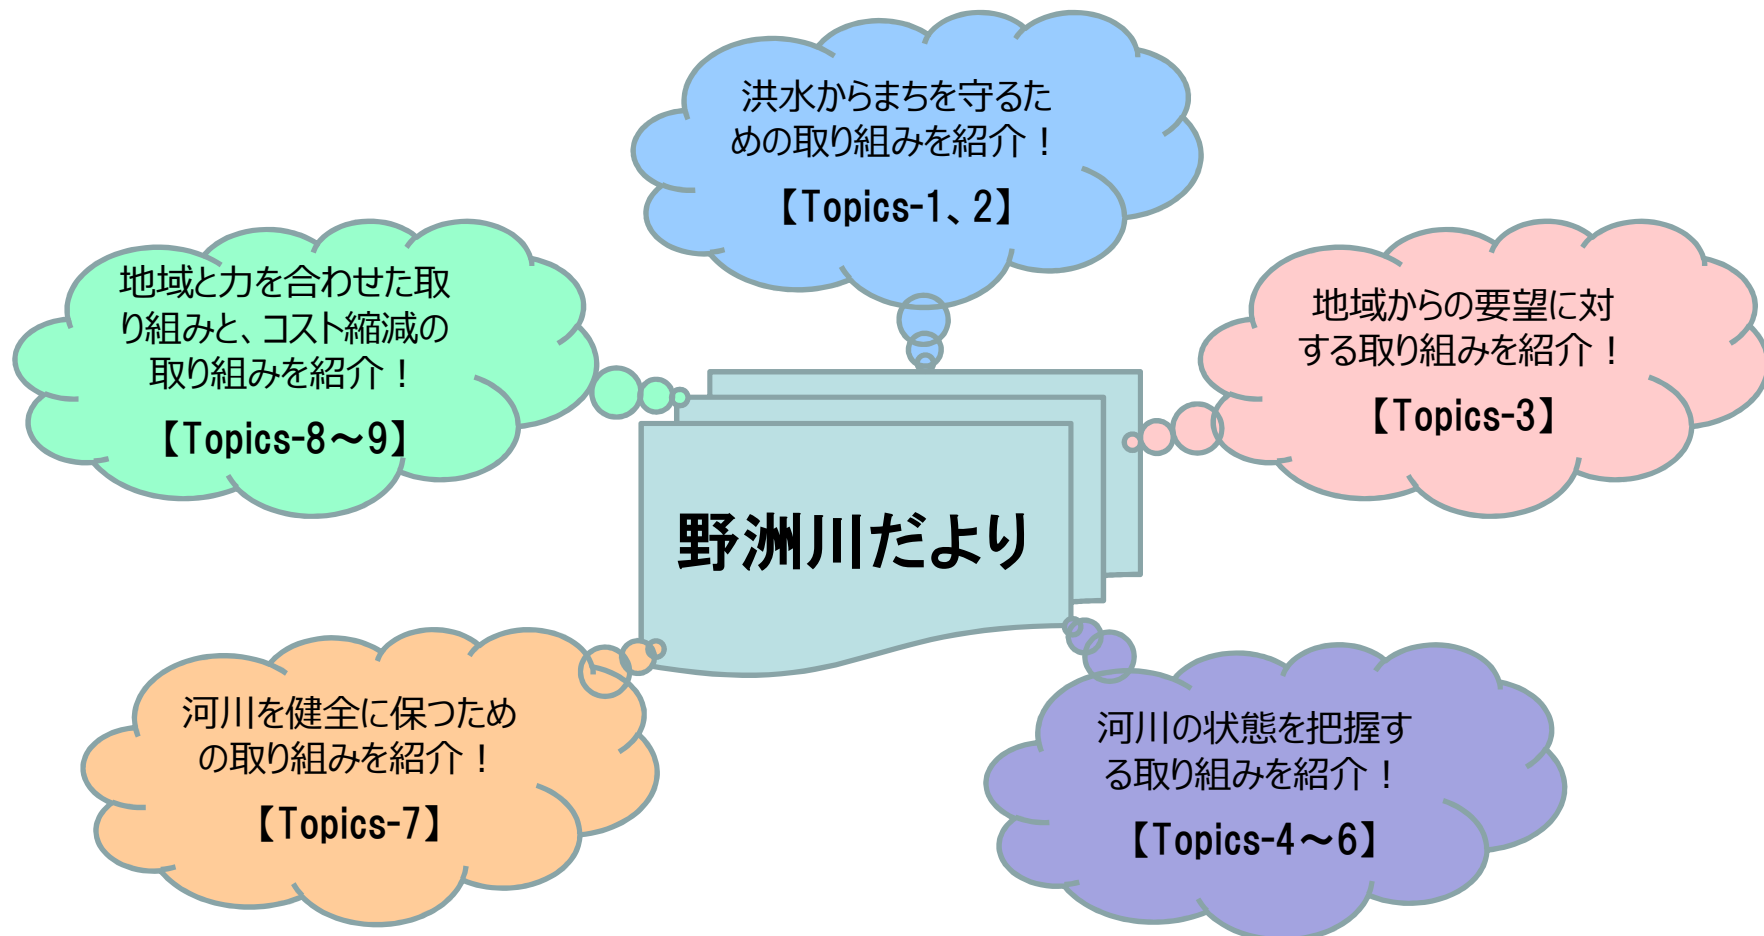 洪水からまちを守るた
めの取り組みを紹介！
【Topics-1、2】
地域と力を合わせた取
り組みと、コスト縮減の
取り組みを紹介！
【Topics-8～9】
地域からの要望に対
する取り組みを紹介！
【Topics-3】
野洲川だより
河川を健全に保つため
の取り組みを紹介！
【Topics-7】
河川の状態を把握す
る取り組みを紹介！
【Topics-4～6】